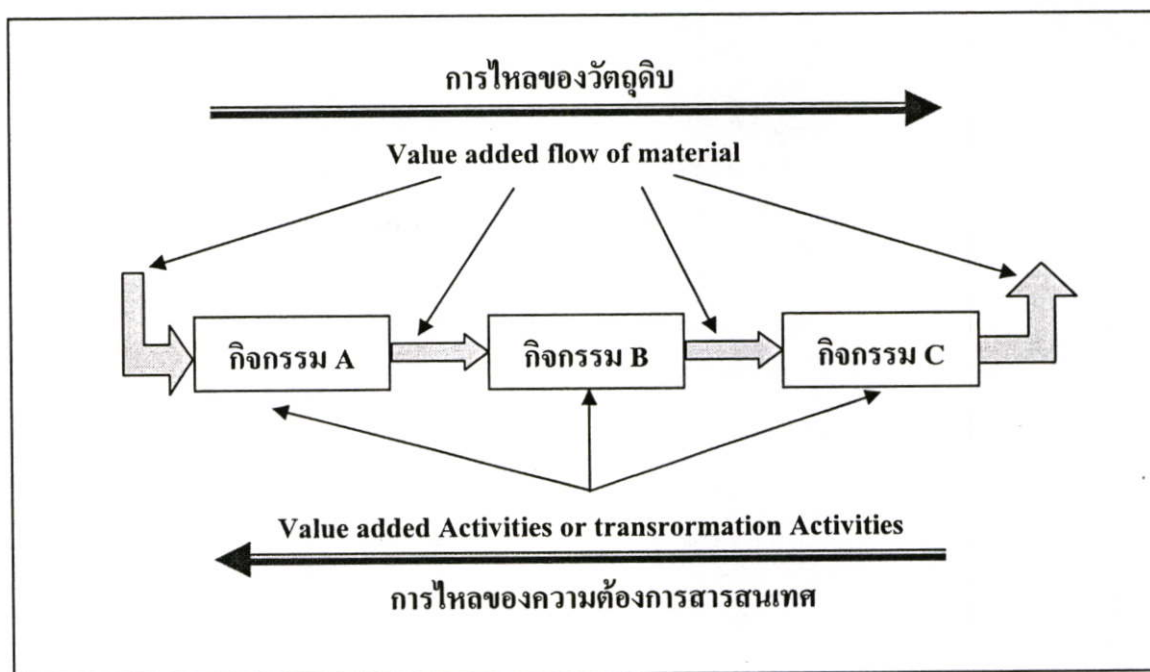 การไหลของวัตถุดิบ
Value added flow of material
กิจกรรม A
กิจกรรม B
กิจกรรม C
Value added Activities or transrormation Activities
การไหลของความต้องการสารสนเทศ